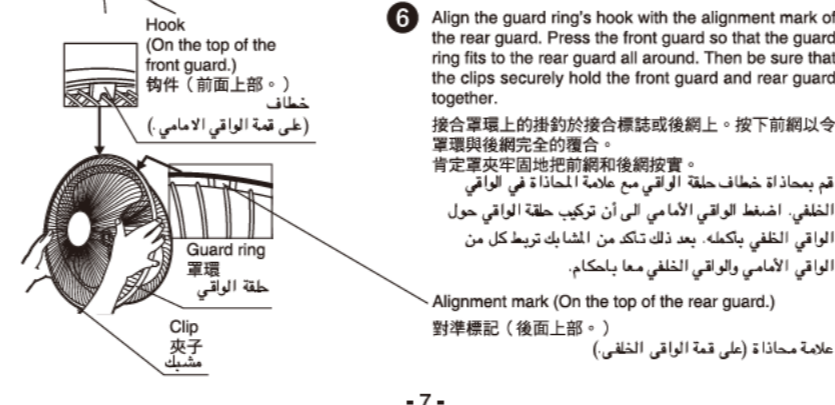 Hook
(On the top of the
front guard.)
钩件（前面上部。）
خطاف
(على قمة الواقي الامامي.)
Guard ring
罩環
حلقة الواقي
Clip
夾子
مشبك
6 Align the guard ring's hook with the alignment mark of
the rear guard. Press the front guard so that the guard
ring fits to the rear guard all around. Then be sure that
the clips securely hold the front guard and rear guard
together.
接合罩環上的掛釣於接合標誌或後網上。按下前網以令
罩環與後網完全的覆合。
肯定罩夾牢固地把前網和後網按實。
قم بمحاذاة خطاف حلقة الواقي مع علامة المحاذاة في الواقي
الخلفي. اضغط الواقي الأمامي الى أن تركيب حلقة الواقي حول
الواقي الخلفي بأكمله. بعد ذلك تاكد من المشابك تربط كل من
الواقي الأمامي والواقي الخلفي معا باحكام.
Alignment mark (On the top of the rear guard.)
對準標記（後面上部。）
علامة محاذاة (على قمة الواقى الخلفى.)
- 7 -